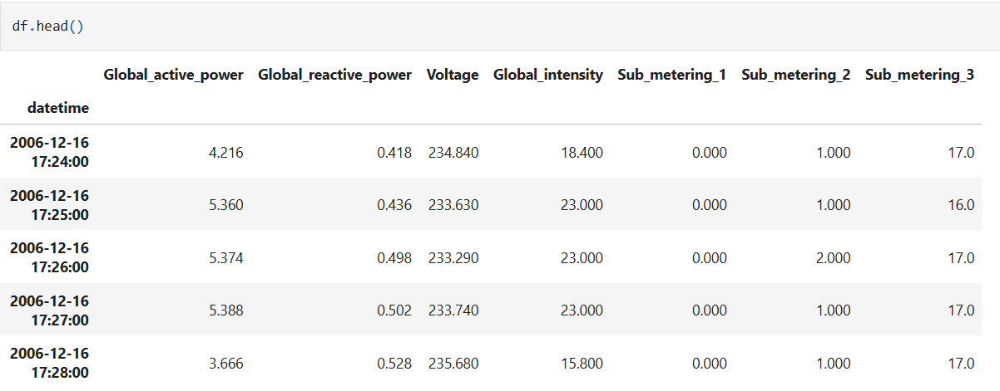 df.head()
Global_active_power Global_reactive_power Voltage Global_intensity Sub_metering_1 Sub_metering_2 Sub_metering_3
datetime
2006-12-16
17:24:00 4.216 0.418 234.840 18.400 0.000 1.000 17.0
2006-12-16
17:25:00 5.360 0.436 233.630 23.000 0.000 1.000 16.0
2006-12-16
17:26:00 5.374 0.498 233.290 23.000 0.000 2.000 17.0
2006-12-16
17:27:00 5.388 0.502 233.740 23.000 0.000 1.000 17.0
2006-12-16
17:28:00 3.666 0.528 235.680 15.800 0.000 1.000 17.0